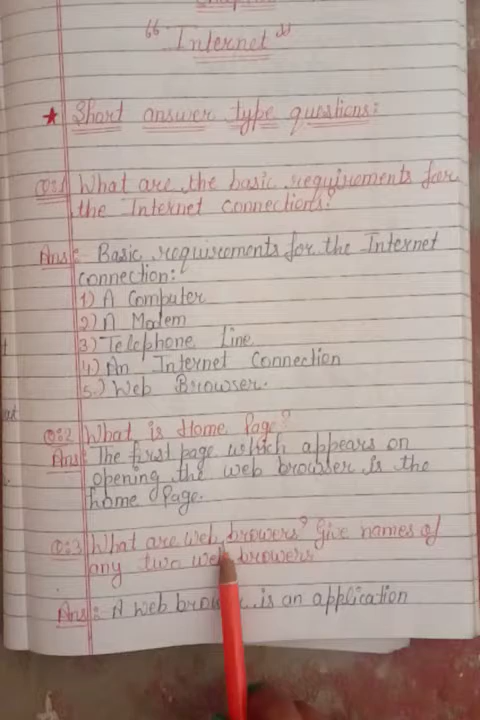 " Internet "
★ Short answer type questions:
Q:1 What are the basic requirements for
the Internet connections?
Ans: Basic requirements for the Internet
connection:
1) A Computer
2) A Modem
3) Telephone Line
4) An Internet Connection
5.) Web Browser.
Q:2 What is Home Page?
Ans: The first page which appears on
opening the web browser is the
home Page.
Q:3 What are web browers? Give names of
any two web browers
Ans: A Web browser is an application